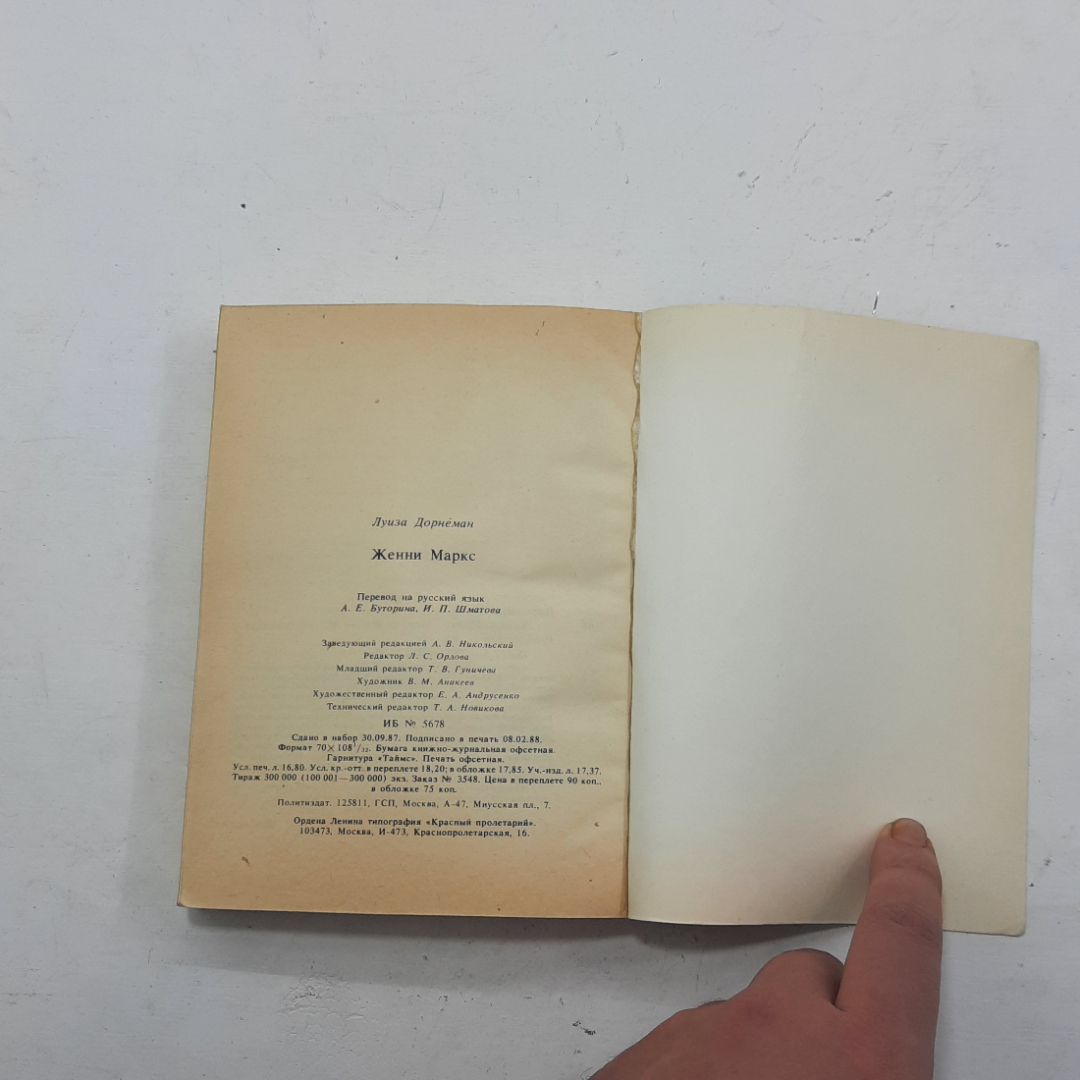 Луиза Дорнéман
Женни Маркс
Перевод на русский язык
А. Е. Буторина, И. П. Шматова
Заведующий редакцией А. В. Никольский
Редактор Л. С. Орлова
Младший редактор Т. В. Гуничева
Художник В. М. Аникеев
Художественный редактор Е. А. Андрусенко
Технический редактор Т. А. Новикова
ИБ № 5678
Сдано в набор 30.09.87. Подписано в печать 08.02.88.
Формат 70×108¹/₃₂. Бумага книжно-журнальная офсетная.
Гарнитура «Таймс». Печать офсетная.
Усл. печ. л. 16,80. Усл. кр.-отт. в переплете 18,20; в обложке 17,85. Уч.-изд. л. 17,37.
Тираж 300 000 (100 001—300 000) экз. Заказ № 3548. Цена в переплете 90 коп.,
в обложке 75 коп.
Политиздат. 125811, ГСП, Москва, А-47, Миусская пл., 7.
Ордена Ленина типография «Красный пролетарий».
103473, Москва, И-473, Краснопролетарская, 16.